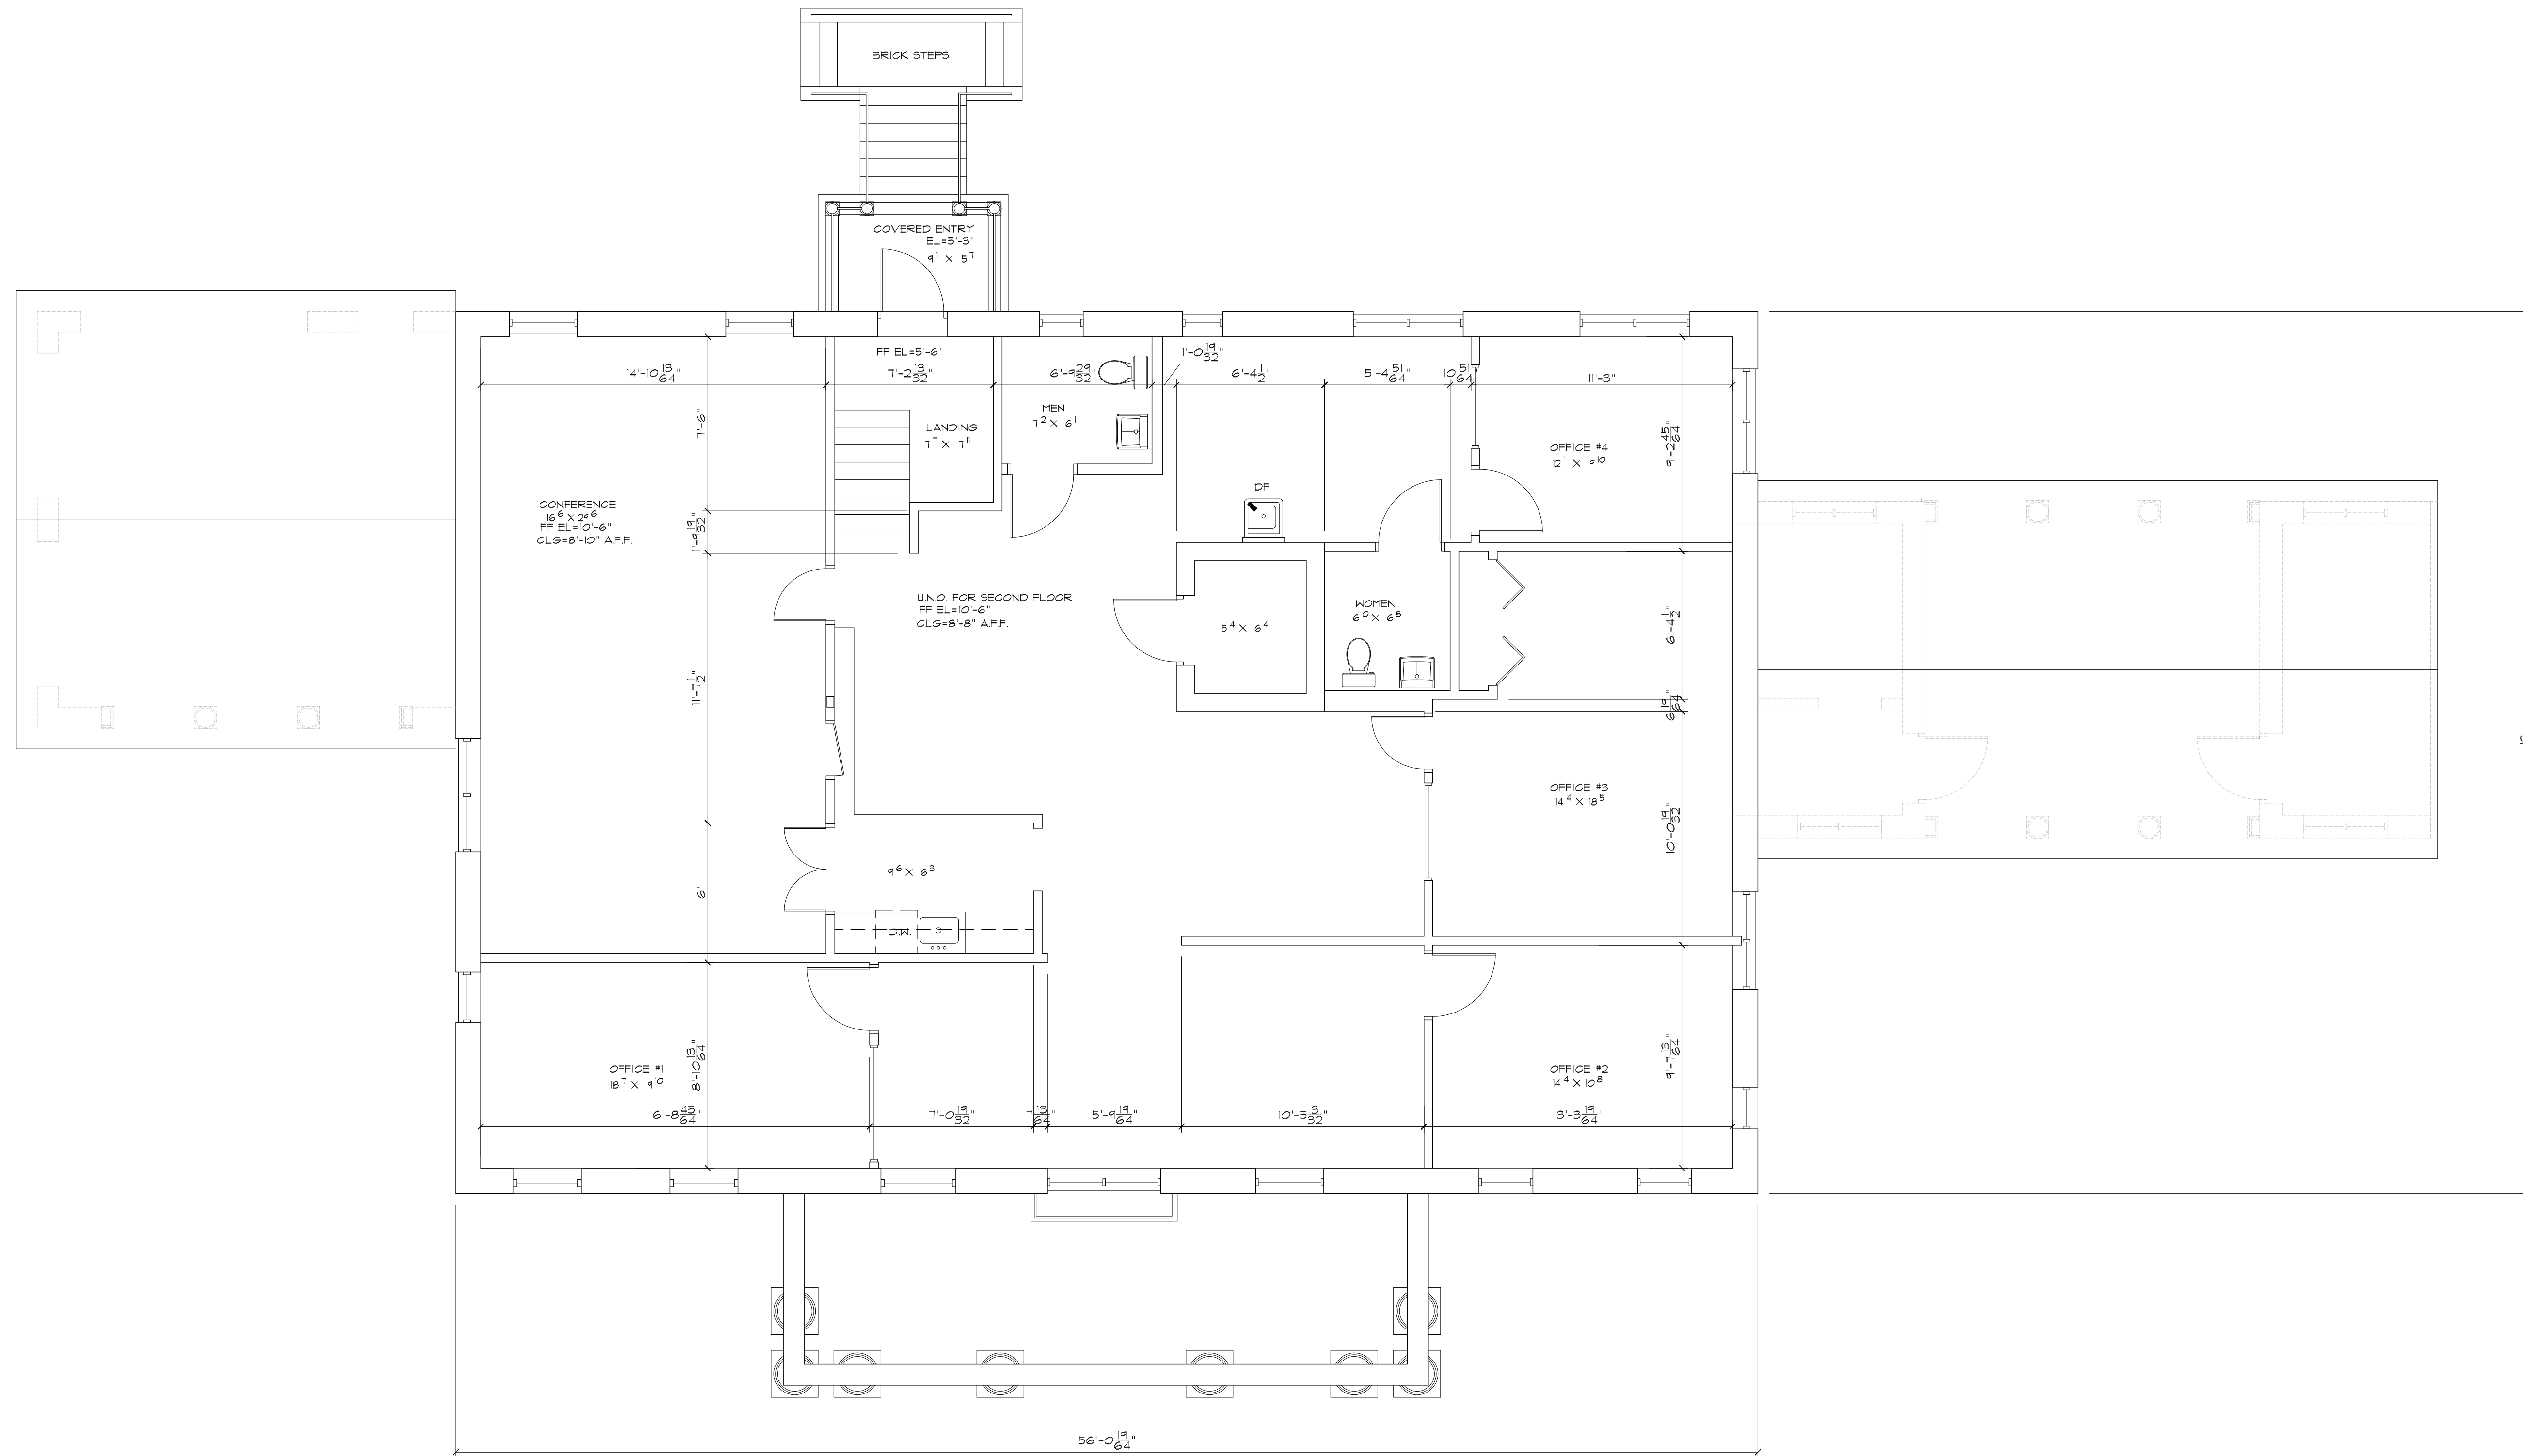 BRICK STEPS
COVERED ENTRY
EL=5'-3"
9¹ X 5⁷
FF EL=5'-6"
14'-10 13/64"
7'-2 13/32"
6'-9 29/32"
1'-0 19/32"
6'-4 1/2"
5'-4 51/64"
10 51/64"
11'-3"
7'-6"
MEN
7² X 6¹
LANDING
7⁷ X 7¹¹
OFFICE #4
12¹ X 9¹⁰
9'-2 45/64"
DF
CONFERENCE
16⁶ X 29⁶
FF EL=10'-6"
CLG=8'-10" A.F.F.
1'-9 19/32"
U.N.O. FOR SECOND FLOOR
FF EL=10'-6"
CLG=8'-8" A.F.F.
5⁴ X 6⁴
WOMEN
6⁰ X 6⁸
6'-4 1/2"
11'-7 1/2"
6 19/64"
OFFICE #3
14⁴ X 18⁵
10'-0 19/32"
6'
9⁶ X 6³
D.W.
OFFICE #1
18⁷ X 9¹⁰
8'-10 13/64"
OFFICE #2
14⁴ X 10⁸
9'-7 13/64"
16'-8 45/64"
7'-0 19/32"
7 13/64"
5'-9 19/64"
10'-5 3/32"
13'-3 19/64"
56'-0 19/64"